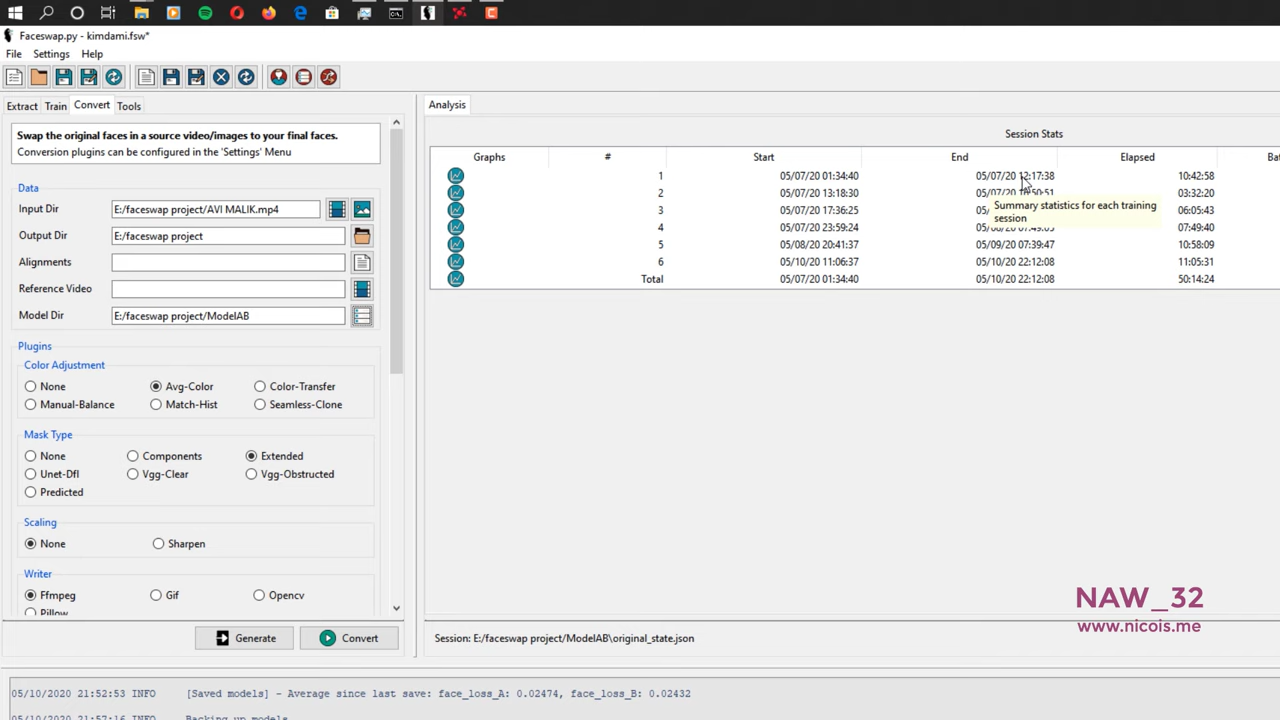 Faceswap.py - kimdami.fsw*
File Settings Help
Extract Train Convert Tools
Swap the original faces in a source video/images to your final faces.
Conversion plugins can be configured in the 'Settings' Menu
Data
Input Dir E:/faceswap project/AVI MALIK.mp4
Output Dir E:/faceswap project
Alignments
Reference Video
Model Dir E:/faceswap project/ModelAB
Plugins
Color Adjustment
None Avg-Color Color-Transfer
Manual-Balance Match-Hist Seamless-Clone
Mask Type
None Components Extended
Unet-Dfl Vgg-Clear Vgg-Obstructed
Predicted
Scaling
None Sharpen
Writer
Ffmpeg Gif Opencv
Pillow
Generate Convert
Analysis
Session Stats
Graphs # Start End Elapsed
1 05/07/20 01:34:40 05/07/20 12:17:38 10:42:58
2 05/07/20 13:18:30 05/07/20 03:32:20
3 05/07/20 17:36:25 06:05:43
4 05/07/20 23:59:24 07:49:40
5 05/08/20 20:41:37 05/09/20 07:39:47 10:58:09
6 05/10/20 11:06:37 05/10/20 22:12:08 11:05:31
Total 05/07/20 01:34:40 05/10/20 22:12:08 50:14:24
Summary statistics for each training
session
NAW_32
www.nicois.me
Session: E:/faceswap project/ModelAB\original_state.json
05/10/2020 21:52:53 INFO [Saved models] - Average since last save: face_loss_A: 0.02474, face_loss_B: 0.02432
05/10/2020 21:57:16 INFO Backing up models